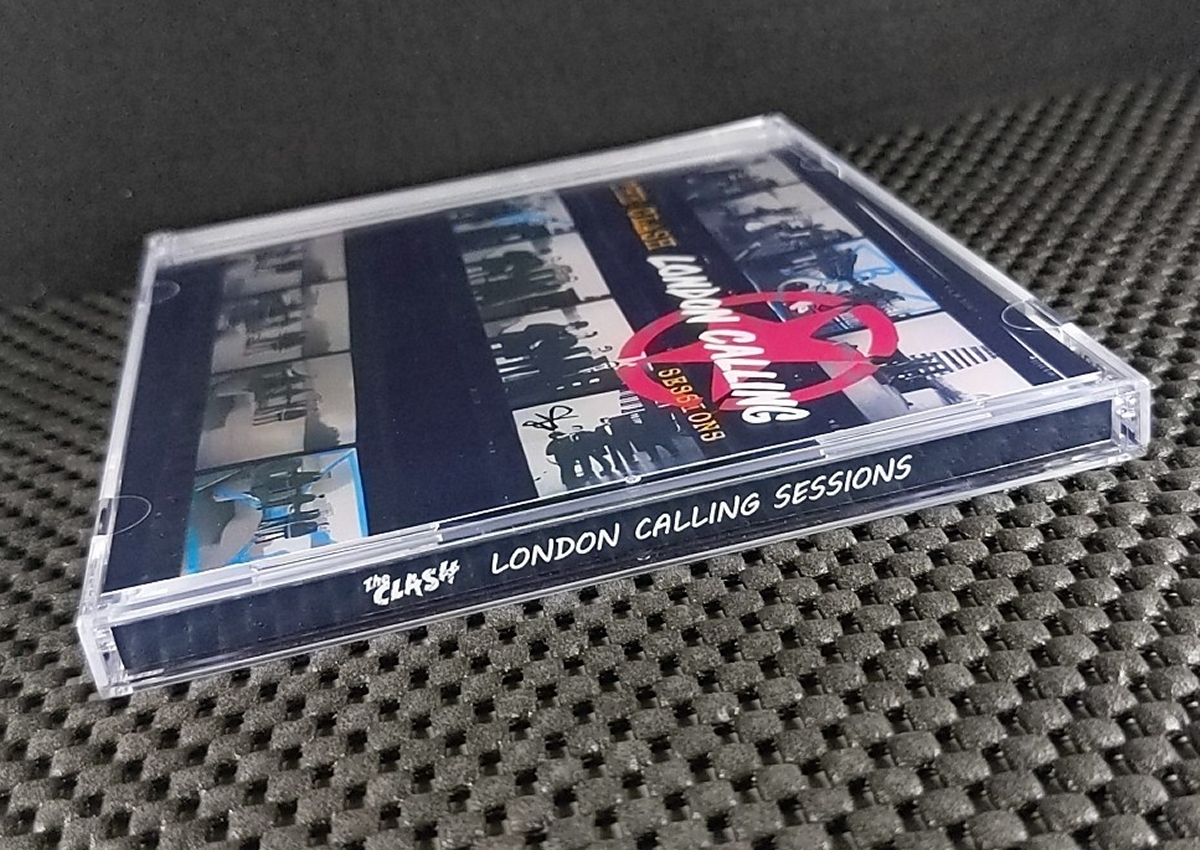 THE CLASH
LONDON CALLING
SESSIONS
The CLASH LONDON CALLING SESSIONS